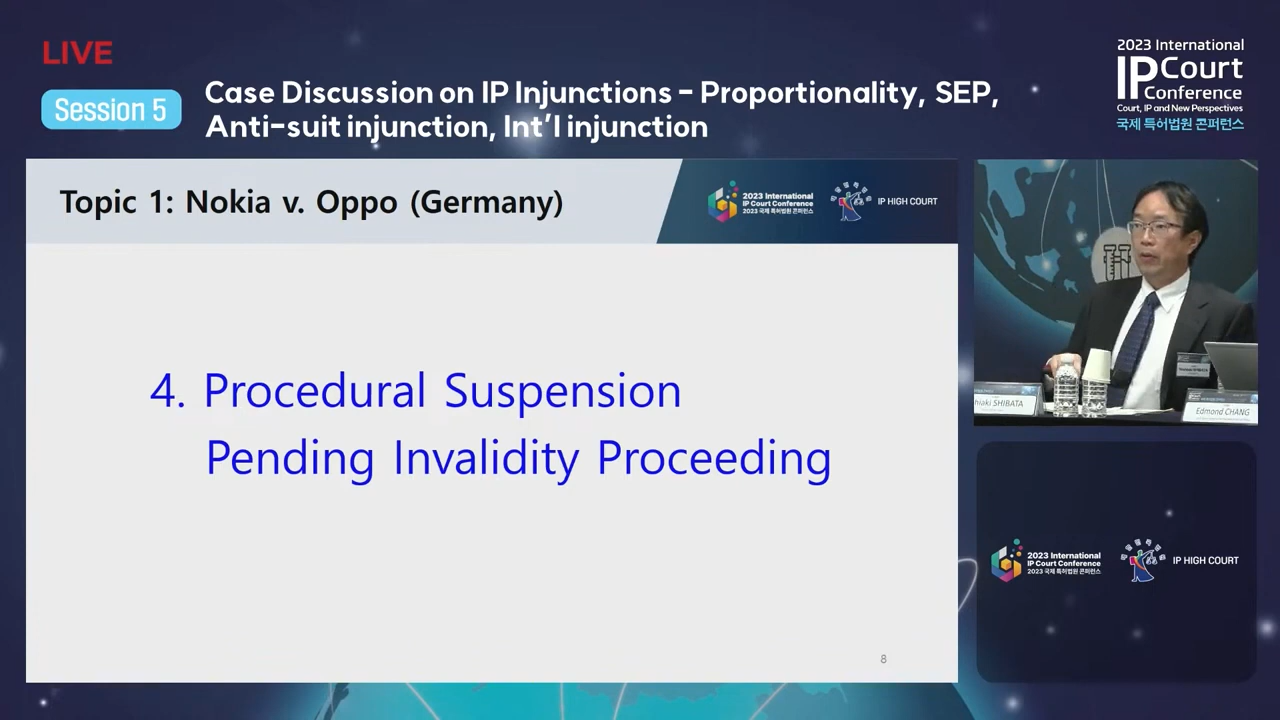 LIVE
Session 5
Case Discussion on IP Injunctions - Proportionality, SEP,
Anti-suit injunction, Int'l injunction
2023 International
IP Court
Conference
Court, IP and New Perspectives
국제 특허법원 콘퍼런스
Topic 1: Nokia v. Oppo (Germany)
2023 International
IP Court Conference
2023 국제 특허법원 콘퍼런스
IP HIGH COURT
4. Procedural Suspension
Pending Invalidity Proceeding
8
hiaki SHIBATA
Edmond CHANG
2023 International
IP Court Conference
2023 국제 특허법원 콘퍼런스
IP HIGH COURT